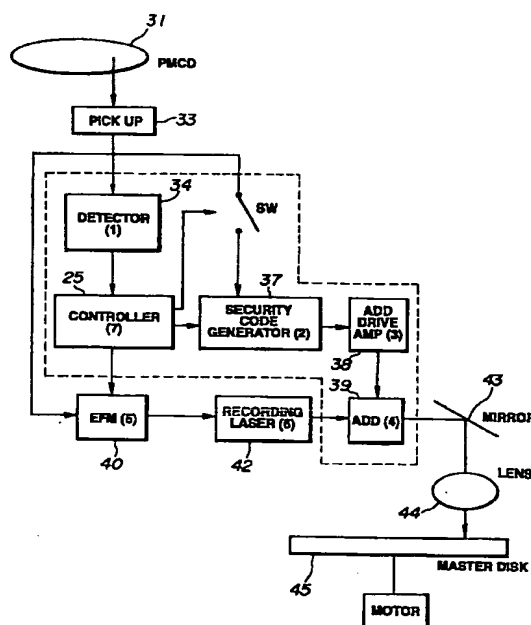 31
PMCD
PICK UP
33
34
DETECTOR
(1)
SW
25
37
CONTROLLER
(7)
SECURITY
CODE
GENERATOR (2)
ADD
DRIVE
AMP (3)
38
39
43
EFM (5)
RECORDING
LASER (6)
ADD (4)
MIRROR
40
42
LENS
44
MASTER DISK
45
MOTOR